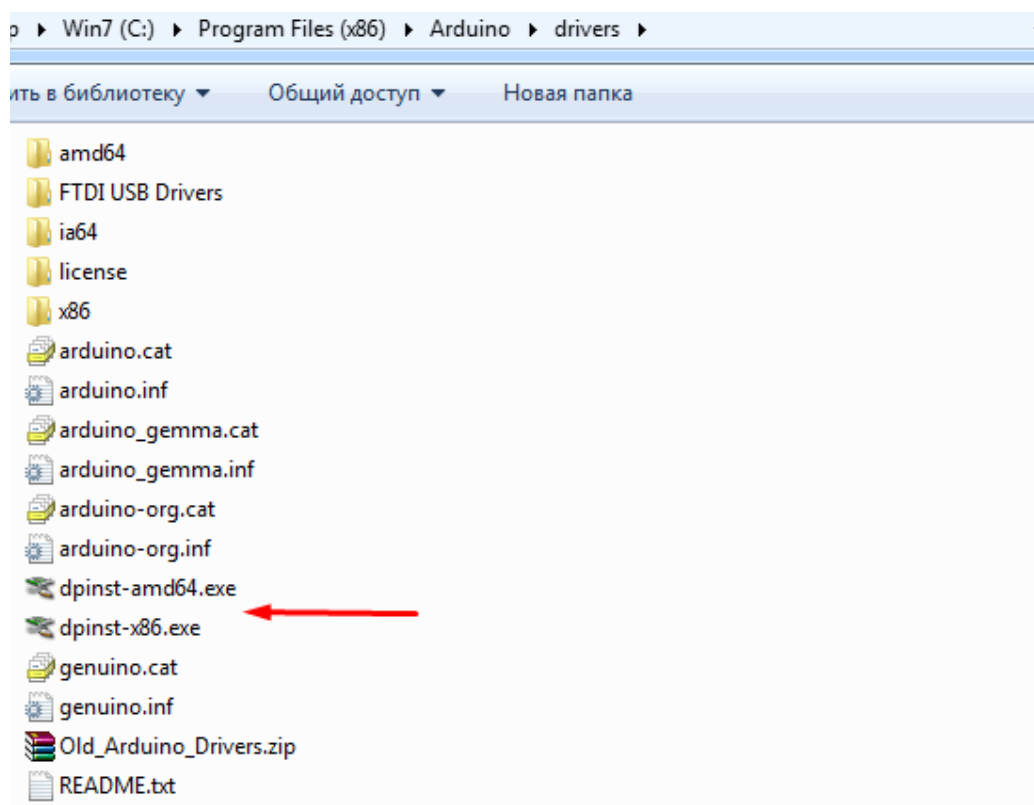 Win7 (C:) Program Files (x86) Arduino drivers
ить в библиотеку Общий доступ Новая папка
amd64
FTDI USB Drivers
ia64
license
x86
arduino.cat
arduino.inf
arduino_gemma.cat
arduino_gemma.inf
arduino-org.cat
arduino-org.inf
dpinst-amd64.exe
dpinst-x86.exe
genuino.cat
genuino.inf
Old_Arduino_Drivers.zip
README.txt